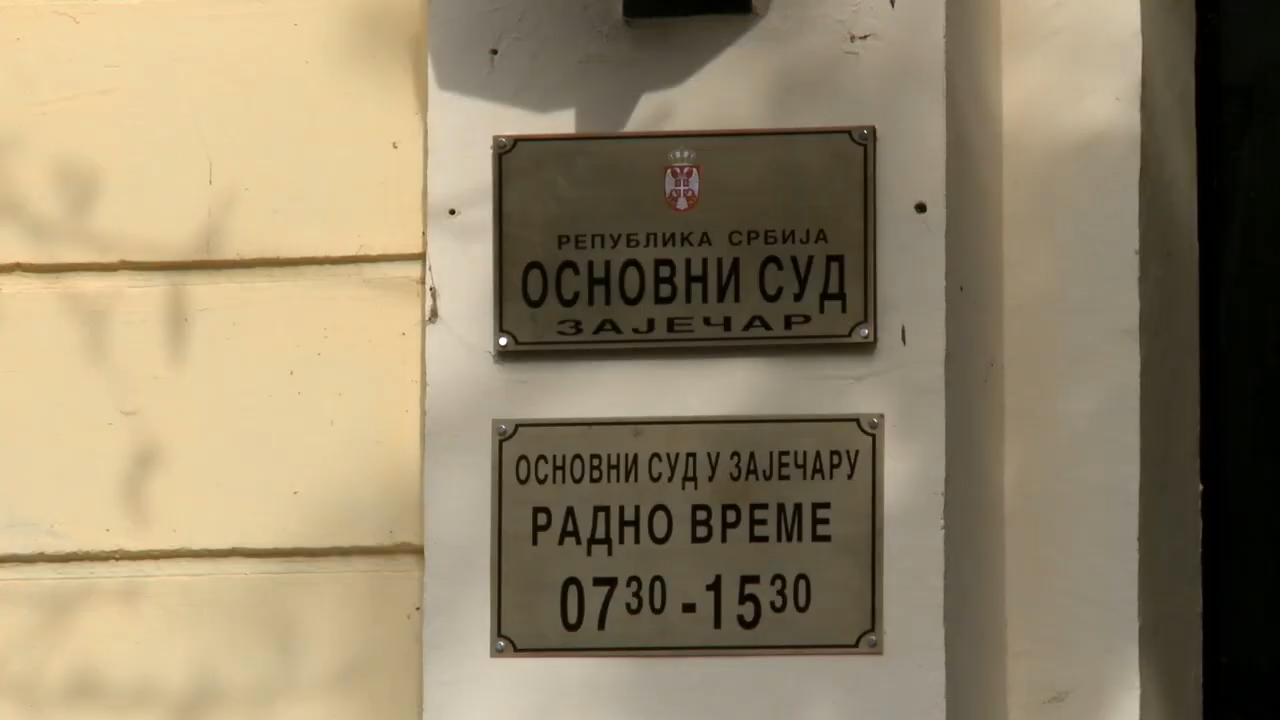 РЕПУБЛИКА СРБИЈА
ОСНОВНИ СУД
ЗАЈЕЧАР
ОСНОВНИ СУД У ЗАЈЕЧАРУ
РАДНО ВРЕМЕ
07³⁰ -15³⁰